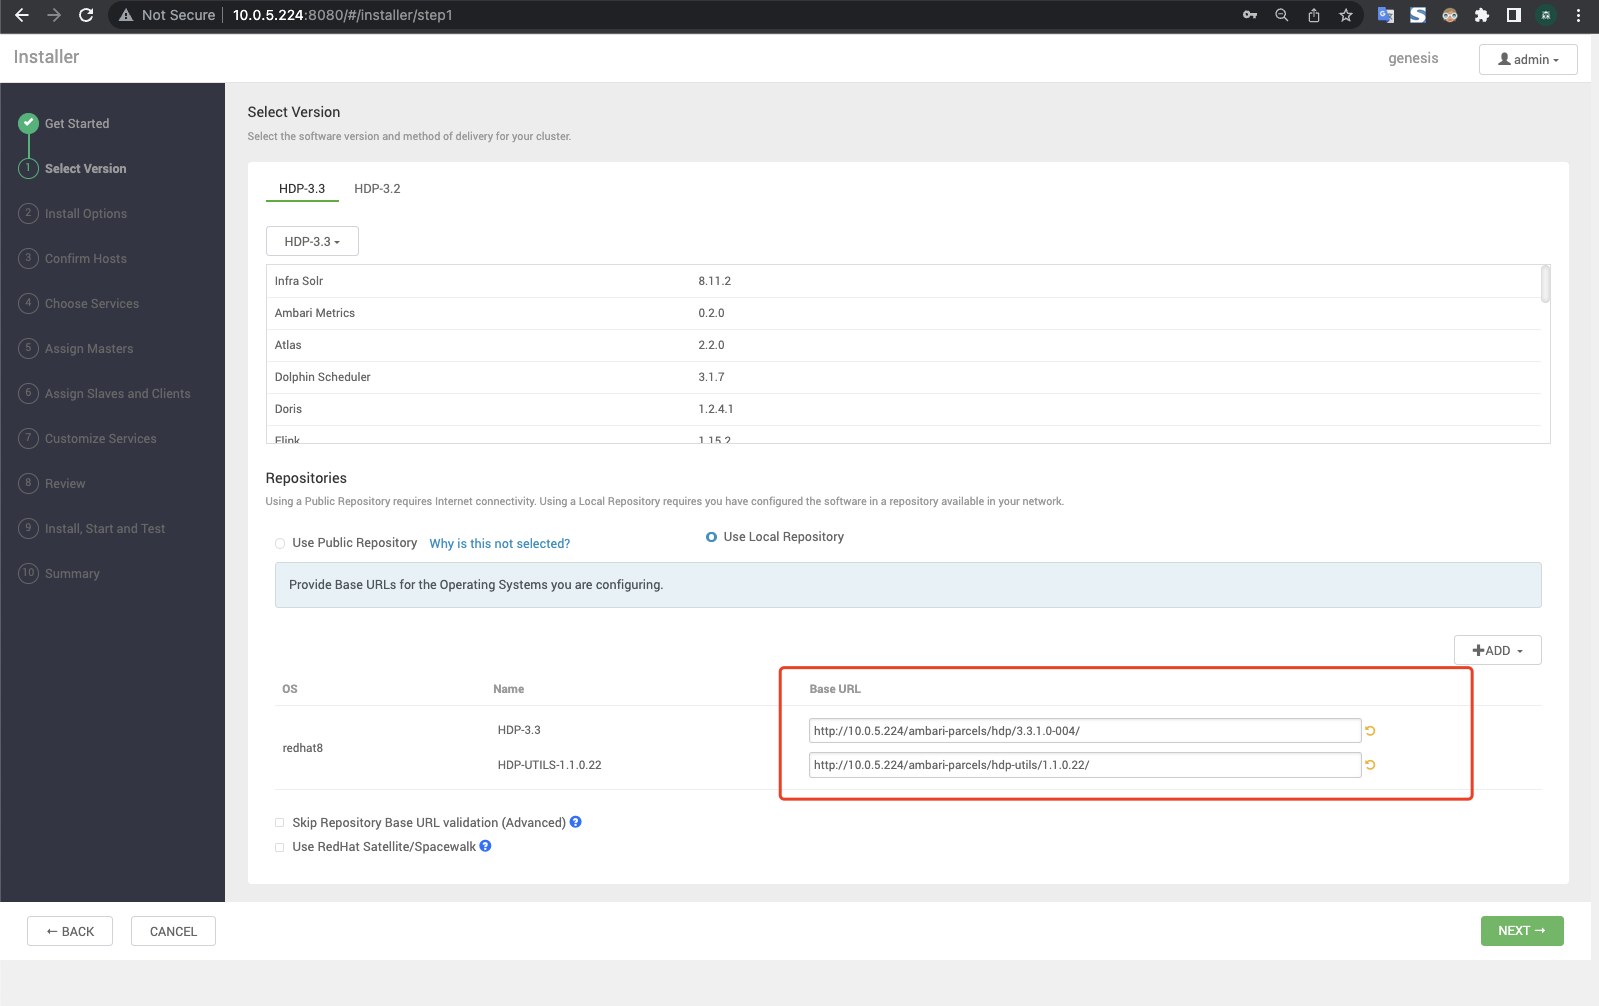 Not Secure 10.0.5.224:8080/#/installer/step1
Installer
genesis
admin
Get Started
1 Select Version
2 Install Options
3 Confirm Hosts
4 Choose Services
5 Assign Masters
6 Assign Slaves and Clients
7 Customize Services
8 Review
9 Install, Start and Test
10 Summary
Select Version
Select the software version and method of delivery for your cluster.
HDP-3.3 HDP-3.2
HDP-3.3
Infra Solr 8.11.2
Ambari Metrics 0.2.0
Atlas 2.2.0
Dolphin Scheduler 3.1.7
Doris 1.2.4.1
Flink 1.15.2
Repositories
Using a Public Repository requires Internet connectivity. Using a Local Repository requires you have configured the software in a repository available in your network.
Use Public Repository Why is this not selected? Use Local Repository
Provide Base URLs for the Operating Systems you are configuring.
ADD
OS Name Base URL
redhat8
HDP-3.3 http://10.0.5.224/ambari-parcels/hdp/3.3.1.0-004/
HDP-UTILS-1.1.0.22 http://10.0.5.224/ambari-parcels/hdp-utils/1.1.0.22/
Skip Repository Base URL validation (Advanced) ?
Use RedHat Satellite/Spacewalk ?
← BACK CANCEL NEXT →